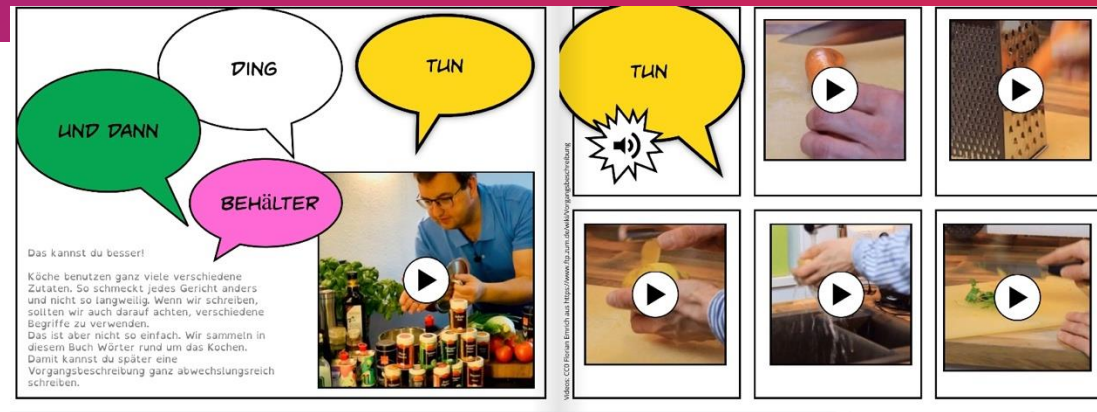 DING
TUN
UND DANN
BEHÄLTER
Das kannst du besser!
Köche benutzen ganz viele verschiedene
Zutaten. So schmeckt jedes Gericht anders
und nicht so langweilig. Wenn wir schreiben,
sollten wir auch darauf achten, verschiedene
Begriffe zu verwenden.
Das ist aber nicht so einfach. Wir sammeln in
diesem Buch Wörter rund um das Kochen.
Damit kannst du später eine
Vorgangsbeschreibung ganz abwechslungsreich
schreiben.
TUN
Videos: CC0 Florian Emrich aus https://www.ftp.zum.de/wiki/Vorgangsbeschreibung